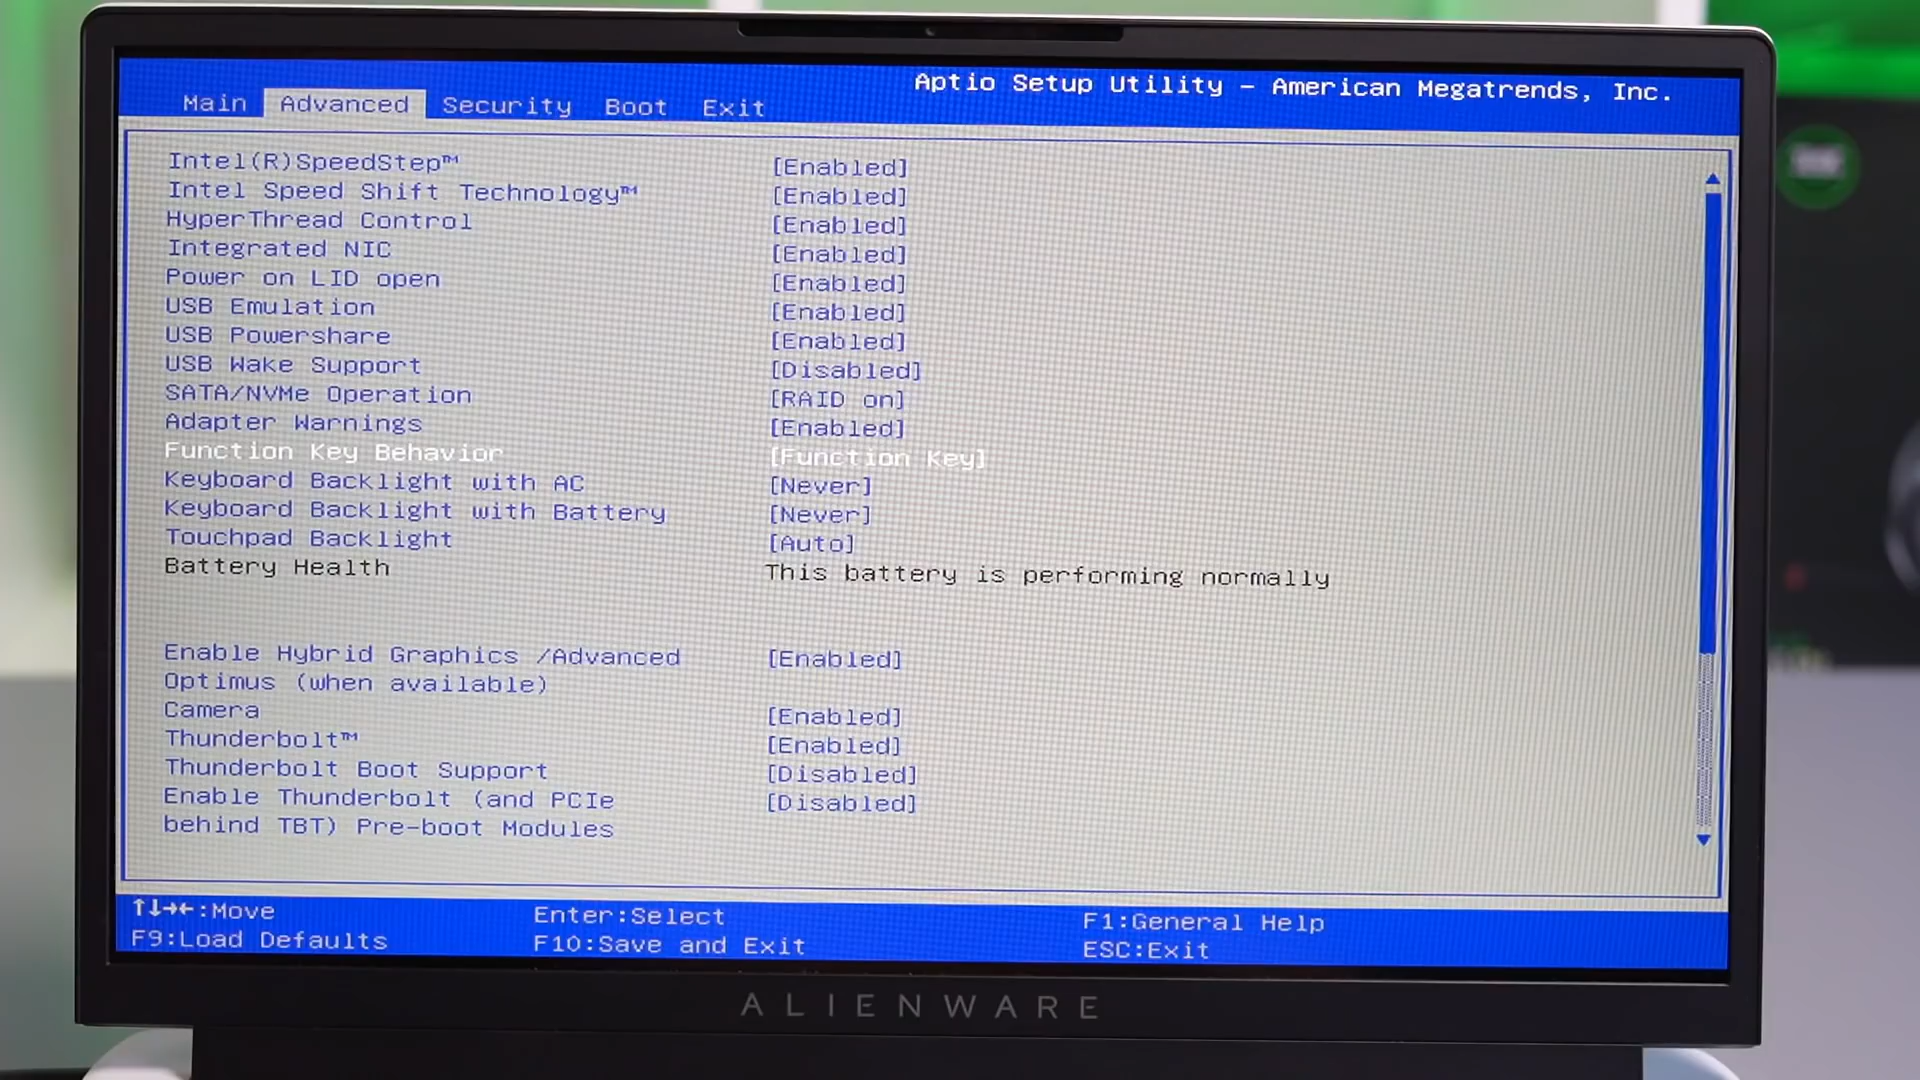 Aptio Setup Utility – American Megatrends, Inc.
Main Advanced Security Boot Exit
Intel(R)SpeedStep™ [Enabled]
Intel Speed Shift Technology™ [Enabled]
HyperThread Control [Enabled]
Integrated NIC [Enabled]
Power on LID open [Enabled]
USB Emulation [Enabled]
USB Powershare [Enabled]
USB Wake Support [Disabled]
SATA/NVMe Operation [RAID on]
Adapter Warnings [Enabled]
Function Key Behavior [Function Key]
Keyboard Backlight with AC [Never]
Keyboard Backlight with Battery [Never]
Touchpad Backlight [Auto]
Battery Health This battery is performing normally
Enable Hybrid Graphics /Advanced [Enabled]
Optimus (when available)
Camera [Enabled]
Thunderbolt™ [Enabled]
Thunderbolt Boot Support [Disabled]
Enable Thunderbolt (and PCIe [Disabled]
behind TBT) Pre-boot Modules
↑↓→←:Move Enter:Select F1:General Help
F9:Load Defaults F10:Save and Exit ESC:Exit
ALIENWARE